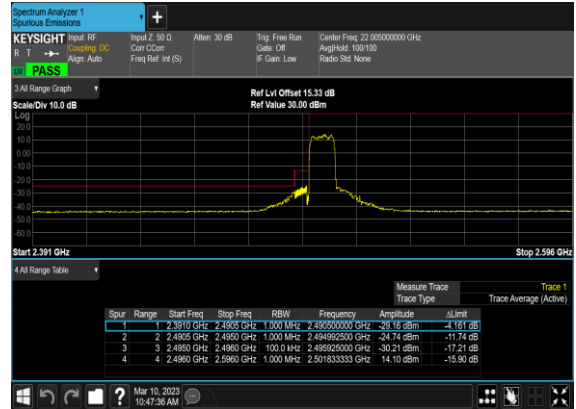 Spectrum Analyzer 1
Spurious Emissions
+
KEYSIGHT Input: RF Input Z: 50 Ω Atten: 30 dB Trig: Free Run Center Freq: 22.005000000 GHz
R T Coupling: DC Corr CCorr Gate: Off Avg|Hold: 100/100
Align: Auto Freq Ref: Int (S) IF Gain: Low Radio Std: None
LM PASS
3 All Range Graph
Ref Lvl Offset 15.33 dB
Scale/Div 10.0 dB Ref Value 30.00 dBm
Log
20.0
10.0
0.00
-10.0
-20.0
-30.0
-40.0
-50.0
-60.0
Start 2.391 GHz Stop 2.596 GHz
4 All Range Table
Measure Trace Trace 1
Trace Type Trace Average (Active)
Spur Range Start Freq Stop Freq RBW Frequency Amplitude ΔLimit
1 1 2.3910 GHz 2.4905 GHz 1.000 MHz 2.490500000 GHz -29.16 dBm -4.161 dB
2 2 2.4905 GHz 2.4950 GHz 1.000 MHz 2.494992500 GHz -24.74 dBm -11.74 dB
3 3 2.4950 GHz 2.4960 GHz 100.0 kHz 2.495925000 GHz -30.21 dBm -17.21 dB
4 4 2.4960 GHz 2.5960 GHz 1.000 MHz 2.501833333 GHz 14.10 dBm -15.90 dB
? Mar 10, 2023
10:47:36 AM